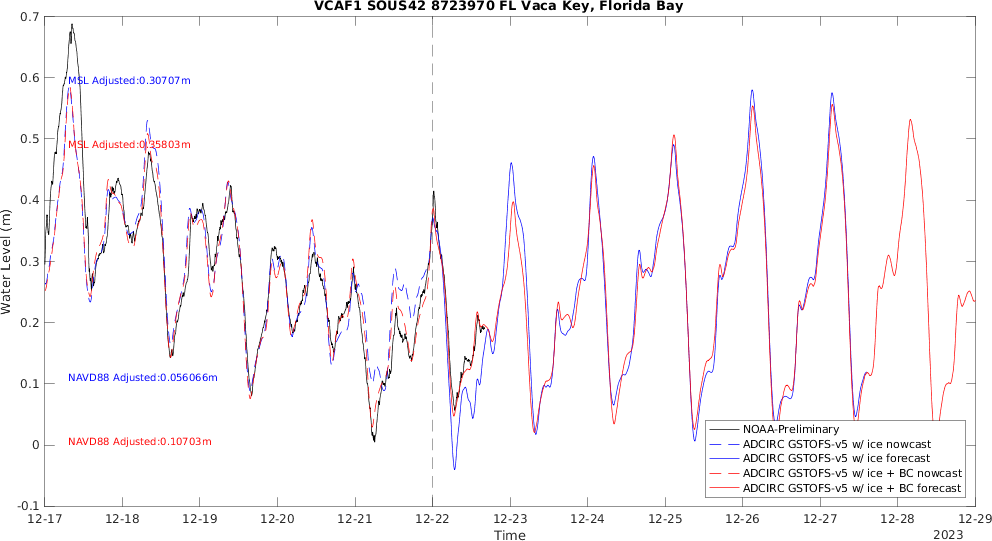 VCAF1 SOUS42 8723970 FL Vaca Key, Florida Bay
0.7
0.6
0.5
0.4
0.3
0.2
0.1
0
-0.1
Water Level (m)
MSL Adjusted:0.30707m
MSL Adjusted:0.35803m
NAVD88 Adjusted:0.056066m
NAVD88 Adjusted:0.10703m
NOAA-Preliminary
ADCIRC GSTOFS-v5 w/ ice nowcast
ADCIRC GSTOFS-v5 w/ ice forecast
ADCIRC GSTOFS-v5 w/ ice + BC nowcast
ADCIRC GSTOFS-v5 w/ ice + BC forecast
12-17 12-18 12-19 12-20 12-21 12-22 12-23 12-24 12-25 12-26 12-27 12-28 12-29
Time
2023